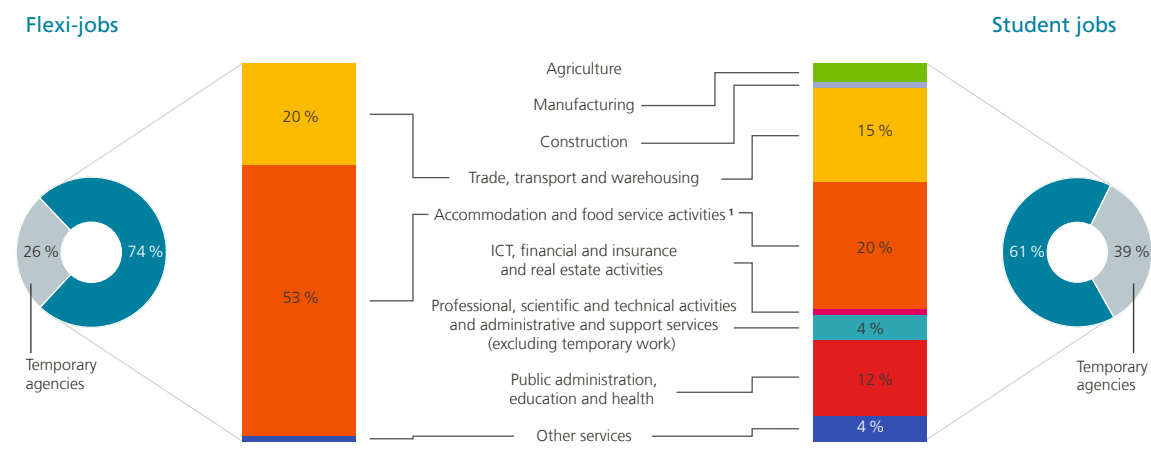 Flexi-jobs
Student jobs
20 %
53 %
26 %
74 %
Temporary
agencies
Agriculture
Manufacturing
Construction
Trade, transport and warehousing
Accommodation and food service activities ¹
ICT, financial and insurance
and real estate activities
Professional, scientific and technical activities
and administrative and support services
(excluding temporary work)
Public administration,
education and health
Other services
15 %
20 %
4 %
12 %
4 %
61 %
39 %
Temporary
agencies